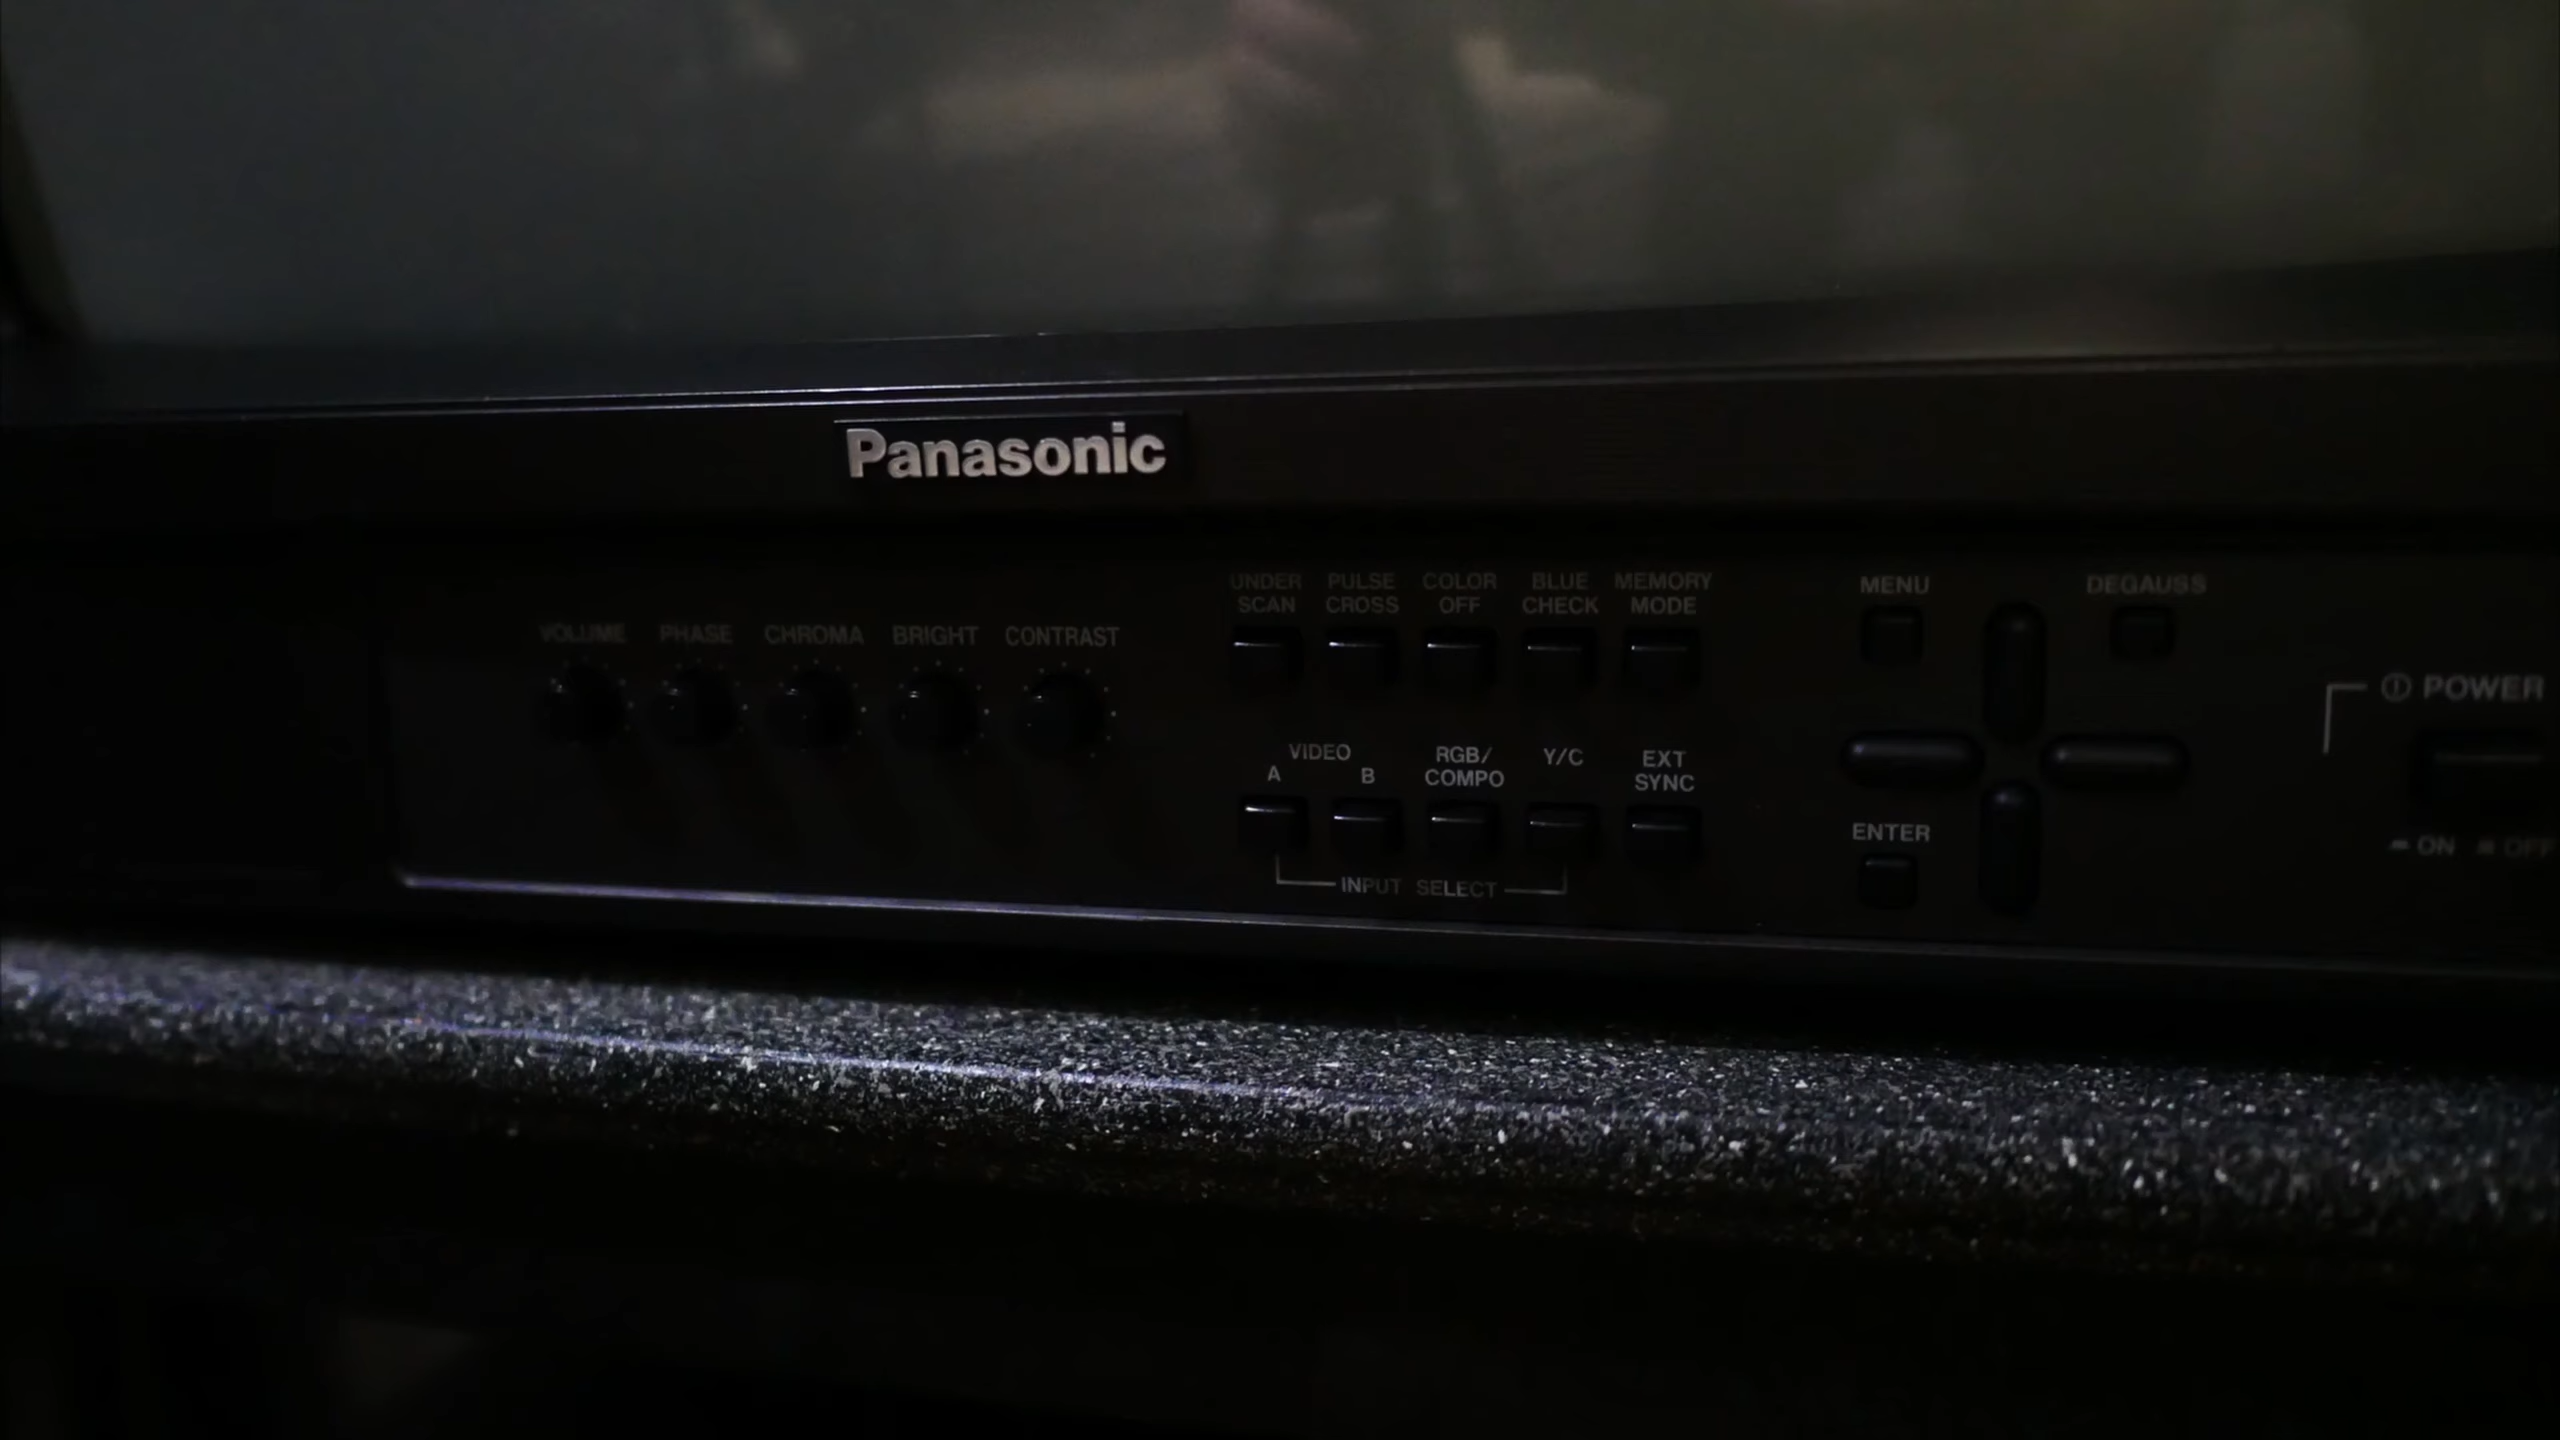 Panasonic
VOLUME PHASE CHROMA BRIGHT CONTRAST
UNDER SCAN
PULSE CROSS
COLOR OFF
BLUE CHECK
MEMORY MODE
VIDEO
A B
RGB/
COMPO
Y/C
EXT
SYNC
INPUT SELECT
MENU
DEGAUSS
ENTER
POWER
ON OFF